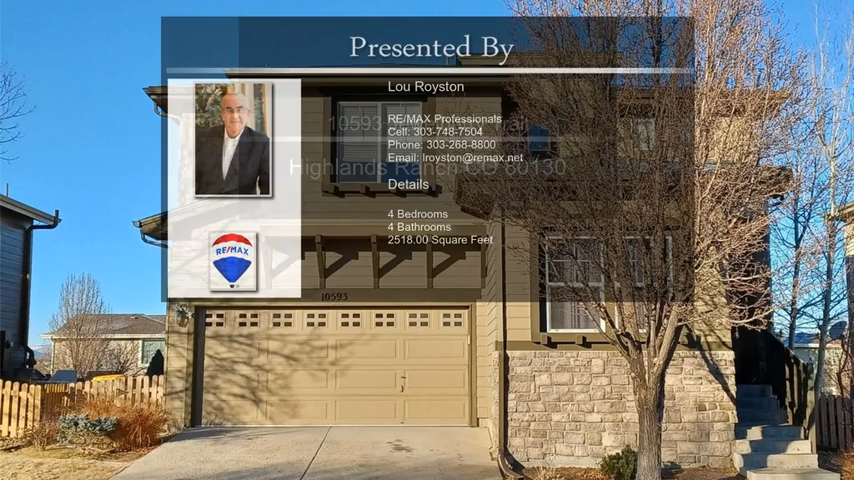 Presented By
Lou Royston
RE/MAX Professionals
Cell: 303-748-7504
Phone: 303-268-8800
Email: lroyston@remax.net
Details
4 Bedrooms
4 Bathrooms
2518.00 Square Feet
10593
Highlands Ranch CO 80130
RE/MAX
10593